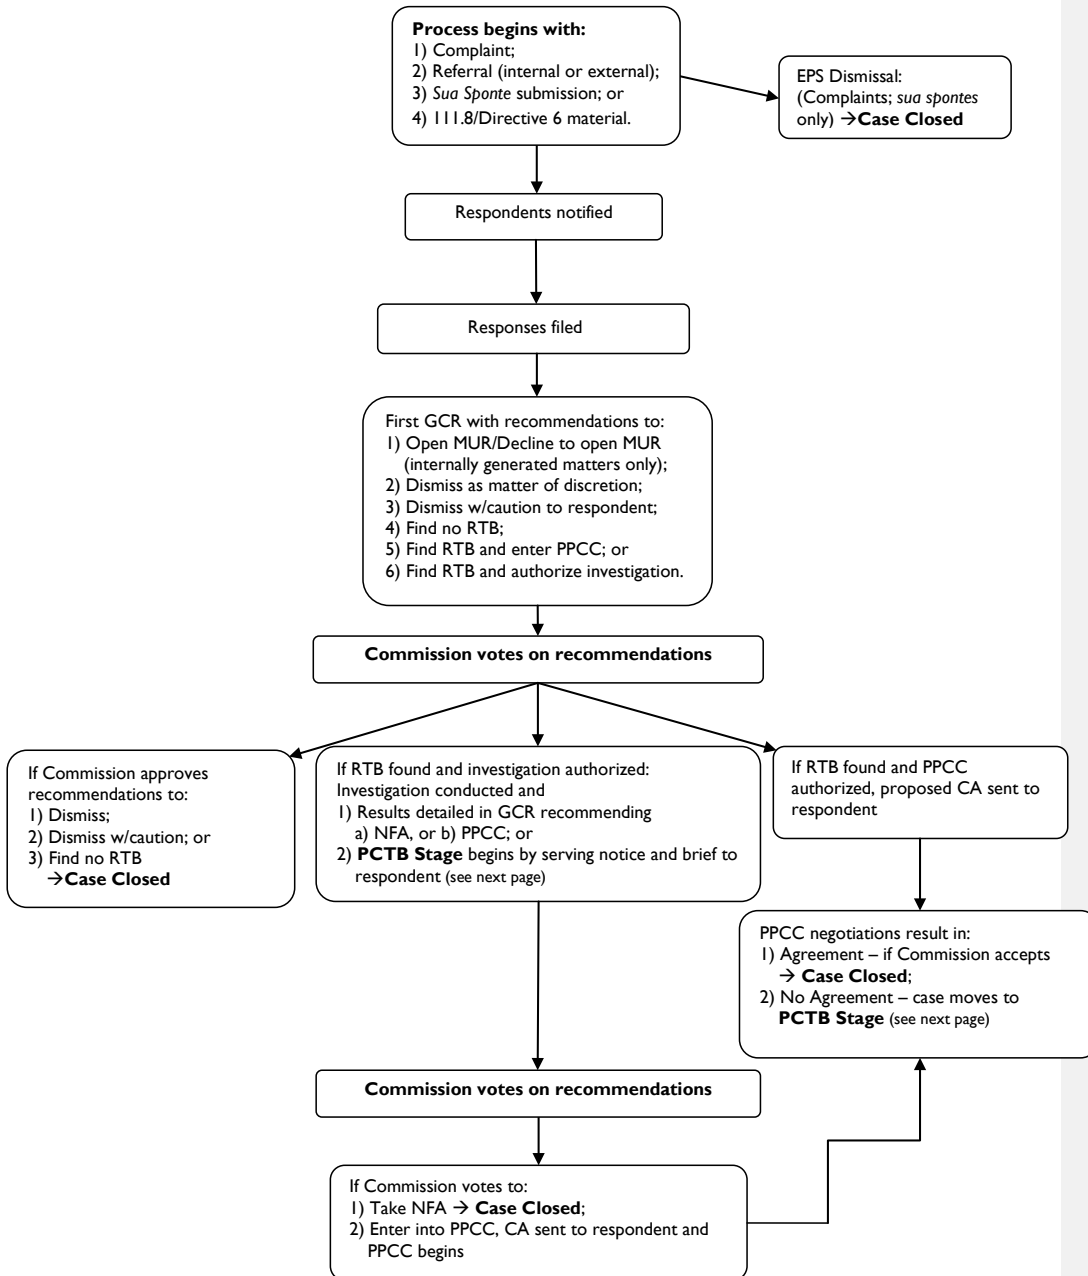 Process begins with:
1) Complaint;
2) Referral (internal or external);
3) Sua Sponte submission; or
4) 111.8/Directive 6 material.
EPS Dismissal:
(Complaints; sua spontes
only) →Case Closed
Respondents notified
Responses filed
First GCR with recommendations to:
1) Open MUR/Decline to open MUR
(internally generated matters only);
2) Dismiss as matter of discretion;
3) Dismiss w/caution to respondent;
4) Find no RTB;
5) Find RTB and enter PPCC; or
6) Find RTB and authorize investigation.
Commission votes on recommendations
If Commission approves
recommendations to:
1) Dismiss;
2) Dismiss w/caution; or
3) Find no RTB
→Case Closed
If RTB found and investigation authorized:
Investigation conducted and
1) Results detailed in GCR recommending
a) NFA, or b) PPCC; or
2) PCTB Stage begins by serving notice and brief to
respondent (see next page)
If RTB found and PPCC
authorized, proposed CA sent to
respondent
PPCC negotiations result in:
1) Agreement – if Commission accepts
→ Case Closed;
2) No Agreement – case moves to
PCTB Stage (see next page)
Commission votes on recommendations
If Commission votes to:
1) Take NFA → Case Closed;
2) Enter into PPCC, CA sent to respondent and
PPCC begins